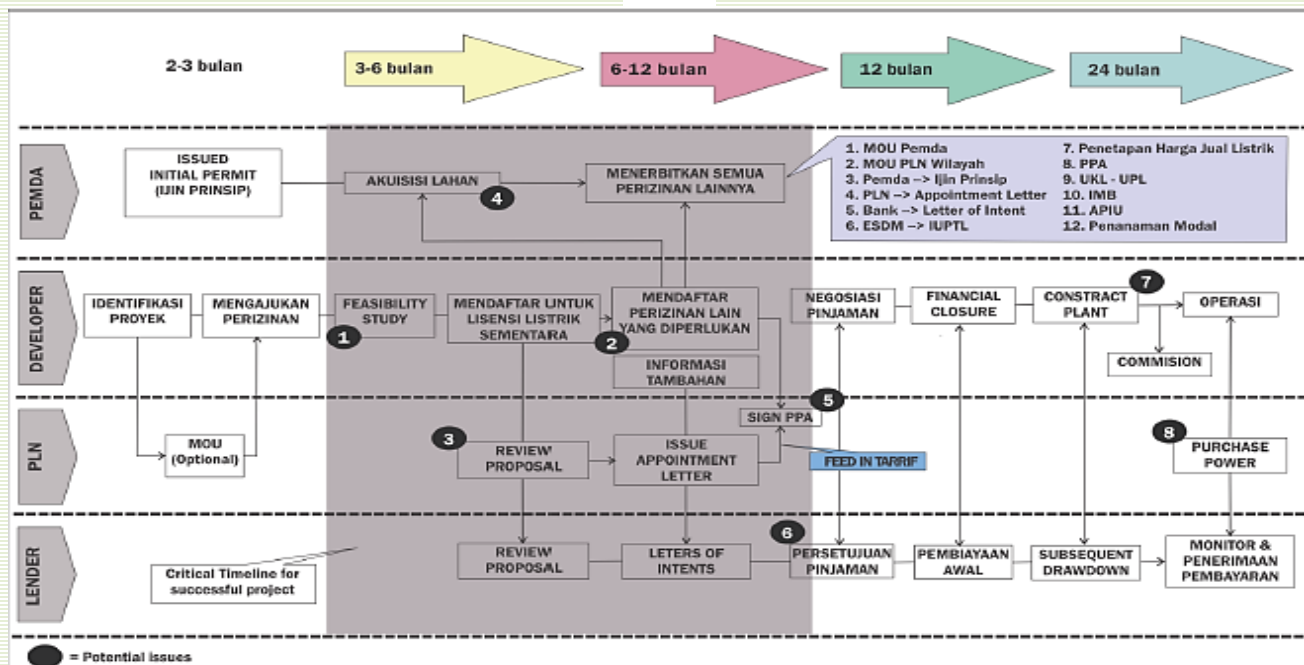 2-3 bulan
3-6 bulan
6-12 bulan
12 bulan
24 bulan
PEMDA
ISSUED
INITIAL PERMIT
(IJIN PRINSIP)
AKUISISI LAHAN
4
MENERBITKAN SEMUA
PERIZINAN LAINNYA
1. MOU Pemda
2. MOU PLN Wilayah
3. Pemda --> Ijin Prinsip
4. PLN --> Appointment Letter
5. Bank --> Letter of Intent
6. ESDM --> IUPTL
7. Penetapan Harga Jual Listrik
8. PPA
9. UKL - UPL
10. IMB
11. APIU
12. Penanaman Modal
DEVELOPER
IDENTIFIKASI
PROYEK
MENGAJUKAN
PERIZINAN
FEASIBILITY
STUDY
1
MENDAFTAR UNTUK
LISENSI LISTRIK
SEMENTAIRA
2
MENDAFTAR
PERIZINAN LAIN
YANG DIPERLUKAN
INFORMASI
TAMBAHAN
NEGOSIASI
PINJAMAN
FINANCIAL
CLOSURE
CONSTRACT
PLANT
7
OPERASI
COMMISION
PLN
MOU
(Optional)
3
REVIEW
PROPOSAL
ISSUE
APPOINTMENT
LETTER
SIGN PPA
5
FEED IN TARRIF
8
PURCHASE
POWER
LENDER
Critical Timeline for
successful project
REVIEW
PROPOSAL
LETERS OF
INTENTS
6
PERSETUJUAN
PINJAMAN
PEMBIAYAAN
AWAL
SUBSEQUENT
DRAWDOWN
MONITOR &
PENERIMAAN
PEMBAYARAN
= Potential issues